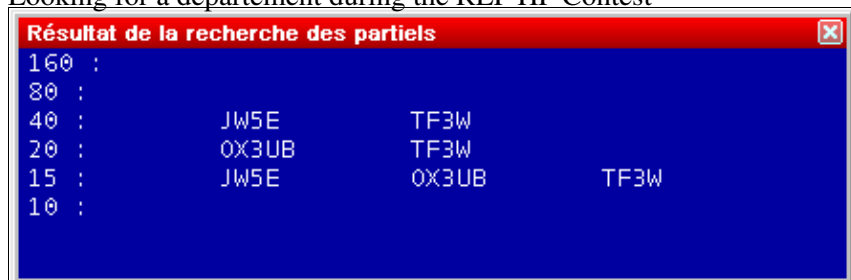 Looking for a département during the REF HF Contest
Résultat de la recherche des partiels
160 :
80 :
40 : JW5E TF3W
20 : OX3UB TF3W
15 : JW5E OX3UB TF3W
10 :